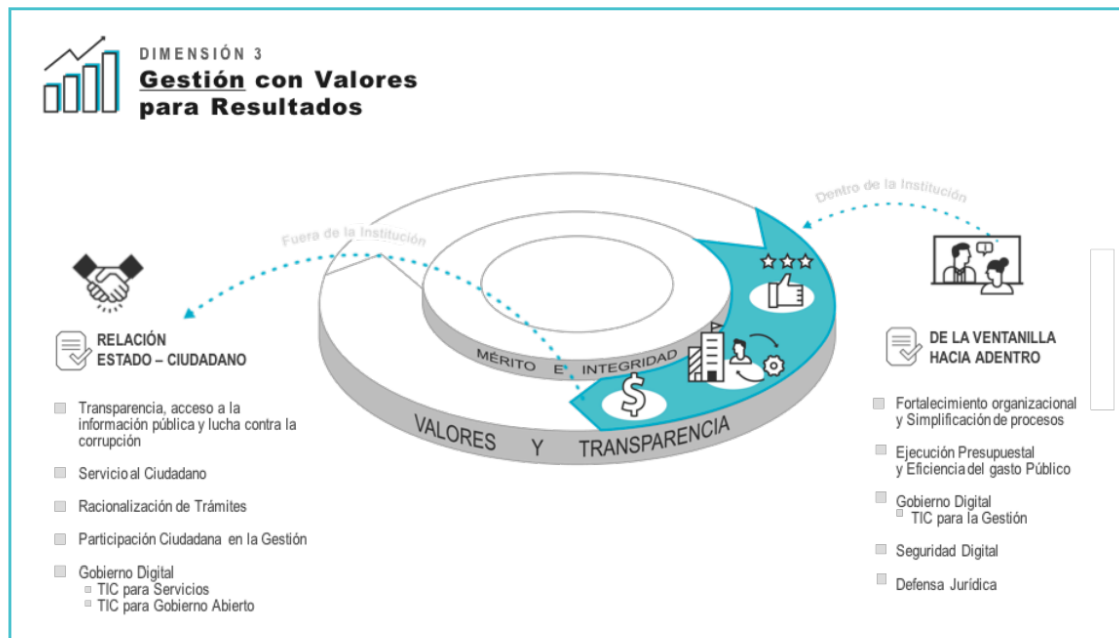 DIMENSIÓN 3
Gestión con Valores
para Resultados
Dentro de la Institución
Fuera de la Institución
RELACIÓN
ESTADO – CIUDADANO
Transparencia, acceso a la
información pública y lucha contra la
corrupción
Servicio al Ciudadano
Racionalización de Trámites
Participación Ciudadana en la Gestión
Gobierno Digital
TIC para Servicios
TIC para Gobierno Abierto
MÉRITO E INTEGRIDAD
$
VALORES Y TRANSPARENCIA
DE LA VENTANILLA
HACIA ADENTRO
Fortalecimiento organizacional
y Simplificación de procesos
Ejecución Presupuestal
y Eficiencia del gasto Público
Gobierno Digital
TIC para la Gestión
Seguridad Digital
Defensa Jurídica